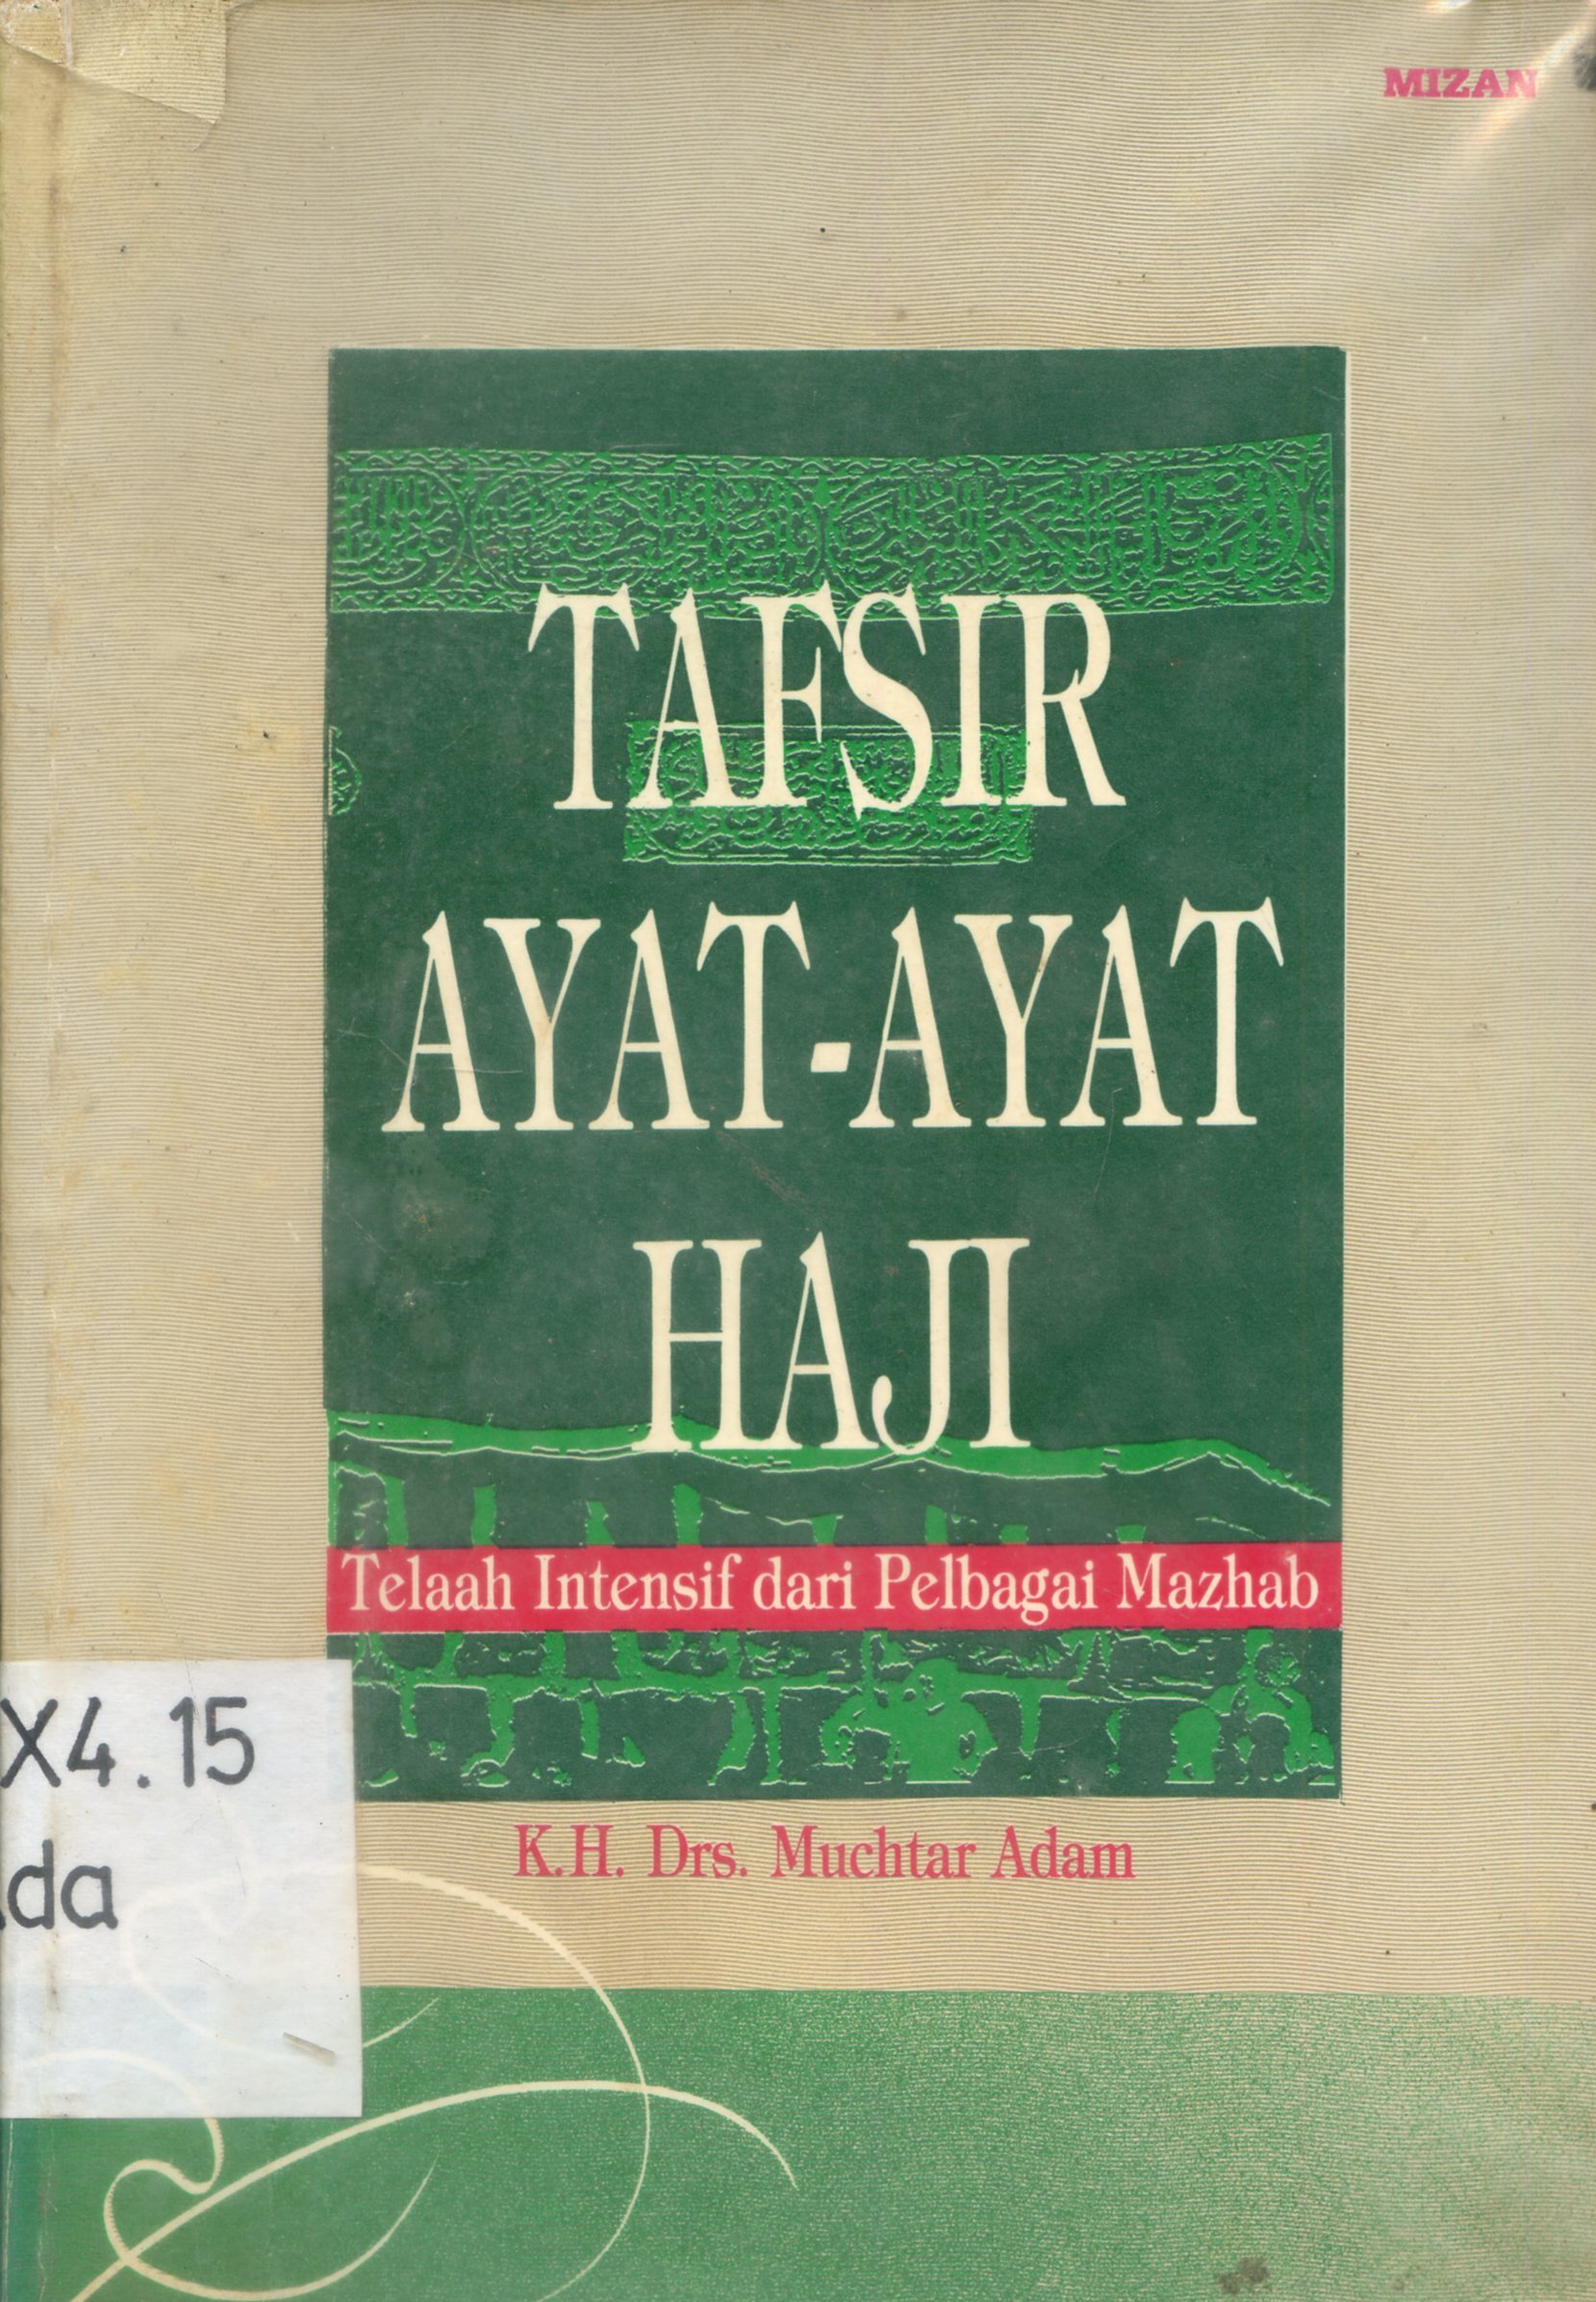 MIZAN
TAFSIR
AYAT-AYAT
HAJI
Telaah Intensif dari Pelbagai Mazhab
X4.15
da
K.H. Drs. Muchtar Adam